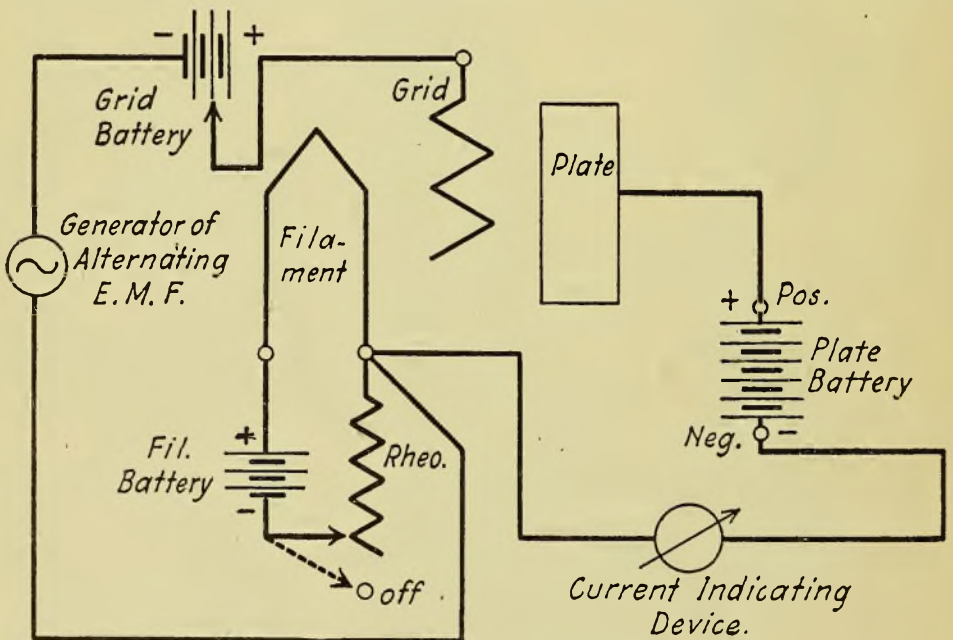 - +
Grid
Battery
Grid
Plate
Generator of
Alternating
E. M. F.
Fila-
ment
+ Pos.
Plate
Battery
Neg. -
+
Fil.
Battery
-
Rheo.
off
Current Indicating
Device.